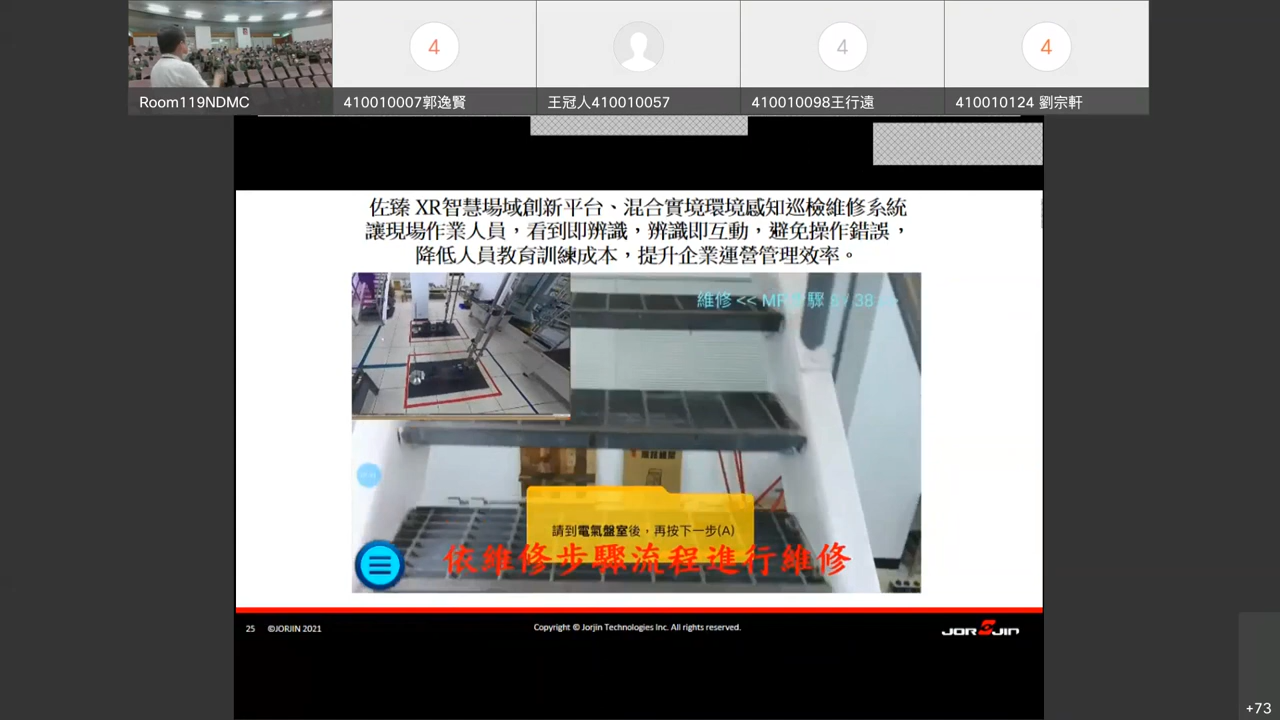 4
4
4
Room119NDMC
410010007郭逸賢
王冠人410010057
410010098王行遠
410010124 劉宗軒
佐臻 XR智慧場域創新平台、混合實境環境感知巡檢維修系統
讓現場作業人員，看到即辨識，辨識即互動，避免操作錯誤，
降低人員教育訓練成本，提升企業運營管理效率。
維修 << MR 步驟 8 / 38 >>
請到電氣盤室後，再按下一步(A)
依維修步驟流程進行維修
25 ©JORJIN 2021
Copyright © Jorjin Technologies Inc. All rights reserved.
JORJIN
+73